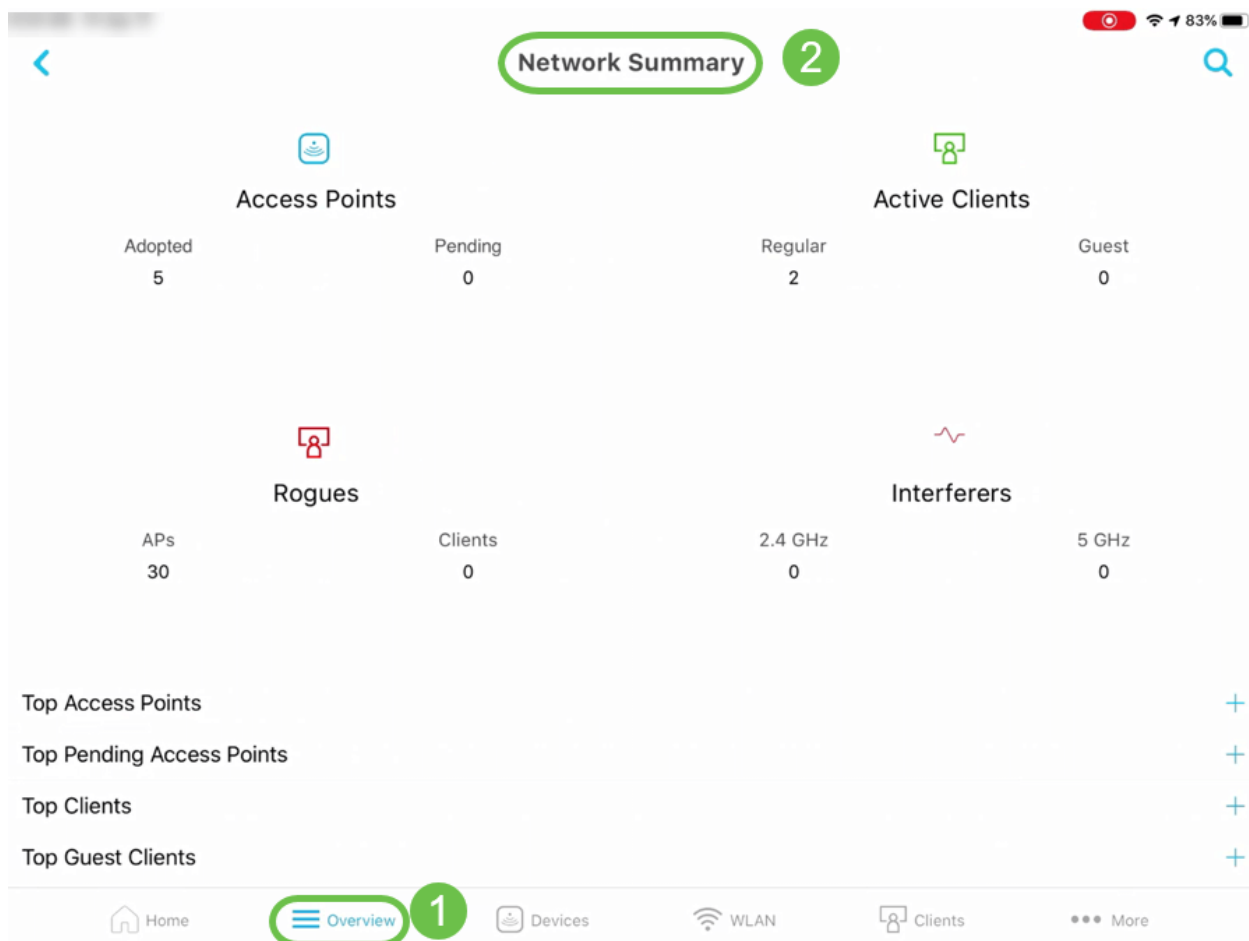 83%
Network Summary 2
Access Points
Active Clients
Adopted Pending Regular Guest
5 0 2 0
Rogues
Interferers
APs Clients 2.4 GHz 5 GHz
30 0 0 0
Top Access Points
Top Pending Access Points
Top Clients
Top Guest Clients
Home Overview 1 Devices WLAN Clients More